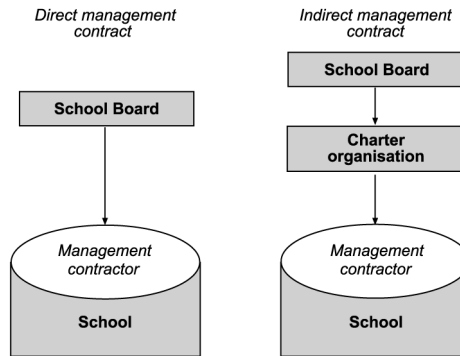 Direct management
contract
School Board
Management
contractor
School
Indirect management
contract
School Board
Charter
organisation
Management
contractor
School